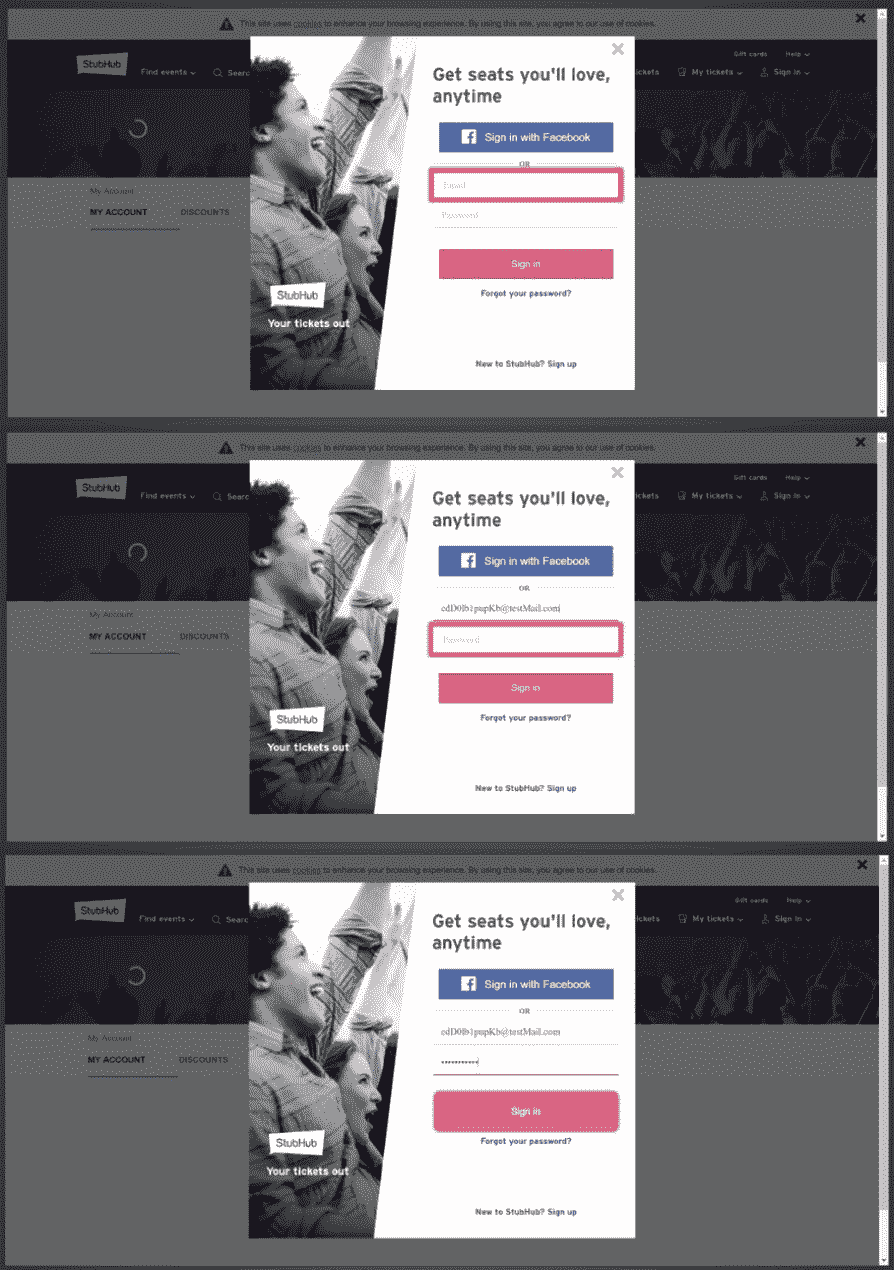 This site uses cookies to enhance your browsing experience. By using this site, you agree to our use of cookies.
StubHub
Gift cards Help
Find events Searc
ickets My tickets Sign in
My Account
MY ACCOUNT DISCOUNTS
Get seats you'll love,
anytime
Sign in with Facebook
OR
Email
Password
Sign in
Forgot your password?
StubHub
Your tickets out
New to StubHub? Sign up
This site uses cookies to enhance your browsing experience. By using this site, you agree to our use of cookies.
StubHub
Gift cards Help
Find events Searc
ickets My tickets Sign in
My Account
MY ACCOUNT DISCOUNTS
Get seats you'll love,
anytime
Sign in with Facebook
OR
cdD0lb1pupKb@testMail.com
Password
Sign in
Forgot your password?
StubHub
Your tickets out
New to StubHub? Sign up
This site uses cookies to enhance your browsing experience. By using this site, you agree to our use of cookies.
StubHub
Gift cards Help
Find events Searc
ickets My tickets Sign in
My Account
MY ACCOUNT DISCOUNTS
Get seats you'll love,
anytime
Sign in with Facebook
OR
cdD0lb1pupKb@testMail.com
Sign in
Forgot your password?
StubHub
Your tickets out
New to StubHub? Sign up